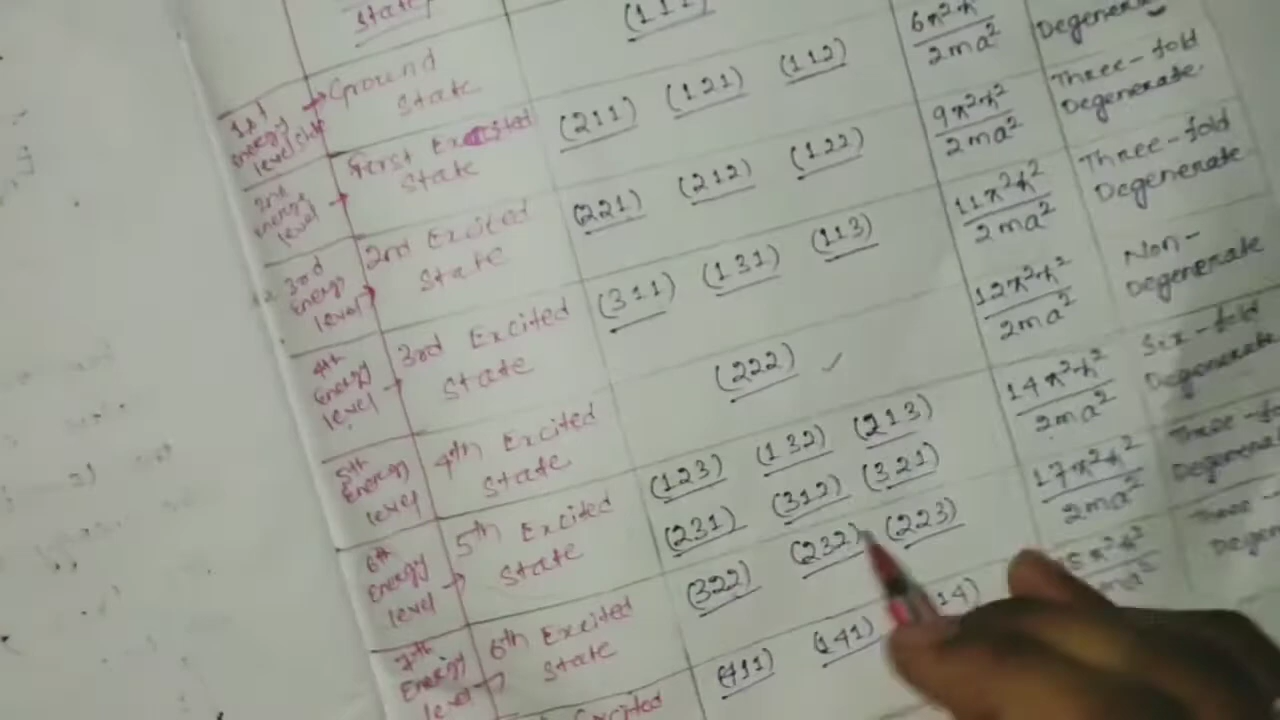 state
(111)
6π²ħ²
2ma²
Degenerate
1st
Energy
level
Ground
State
(211) (121) (112)
9π²ħ²
2ma²
Three-fold
Degenerate.
2nd
Energy
level
First Excited
State
(221) (212) (122)
11π²ħ²
2ma²
Three-fold
Degenerate.
3rd
Energy
level
2nd Excited
State
(311) (131) (113)
12π²ħ²
2ma²
Non-
Degenerate
4th
Energy
level
3rd Excited
State
(222) ✓
14π²ħ²
2ma²
Six-fold
Degenerate
5th
Energy
level
4th Excited
State
(123) (132) (213)
(231) (312) (321)
17π²ħ²
2ma²
6th
Energy
level
5th Excited
State
(322) (232) (223)
7th
Energy
level
6th Excited
State
(411) (141) 14)
Excited